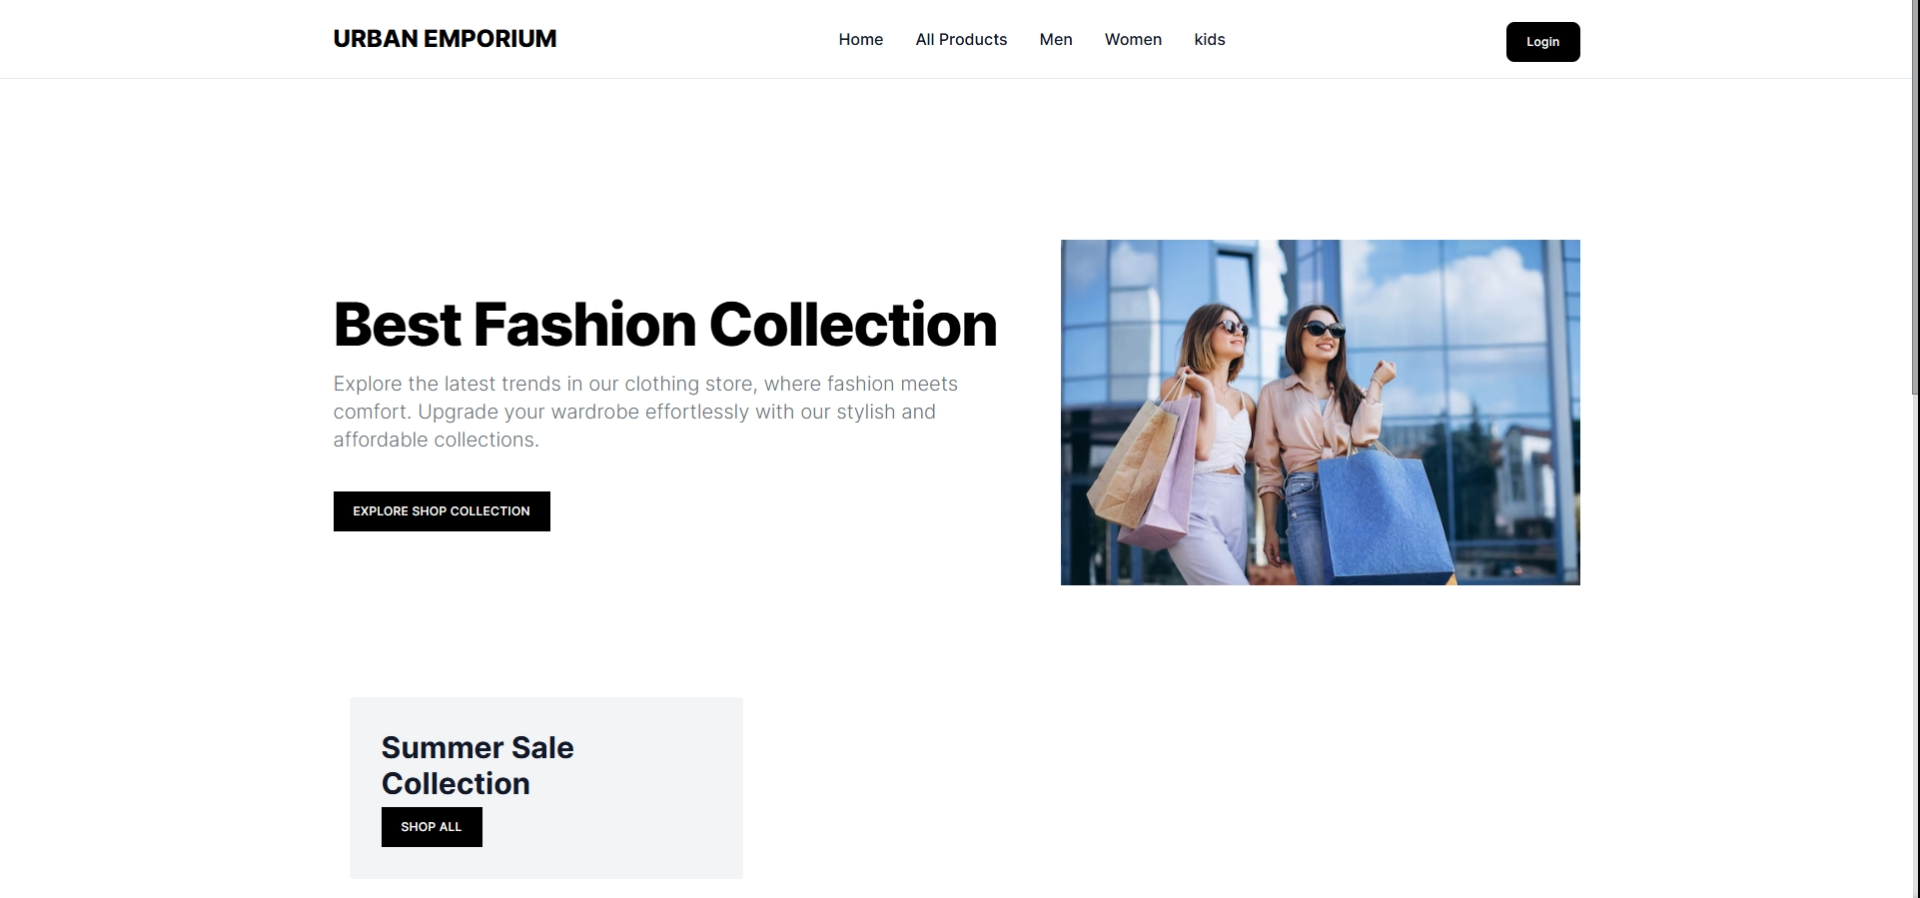 URBAN EMPORIUM
Home All Products Men Women kids
Login
Best Fashion Collection
Explore the latest trends in our clothing store, where fashion meets
comfort. Upgrade your wardrobe effortlessly with our stylish and
affordable collections.
EXPLORE SHOP COLLECTION
Summer Sale
Collection
SHOP ALL